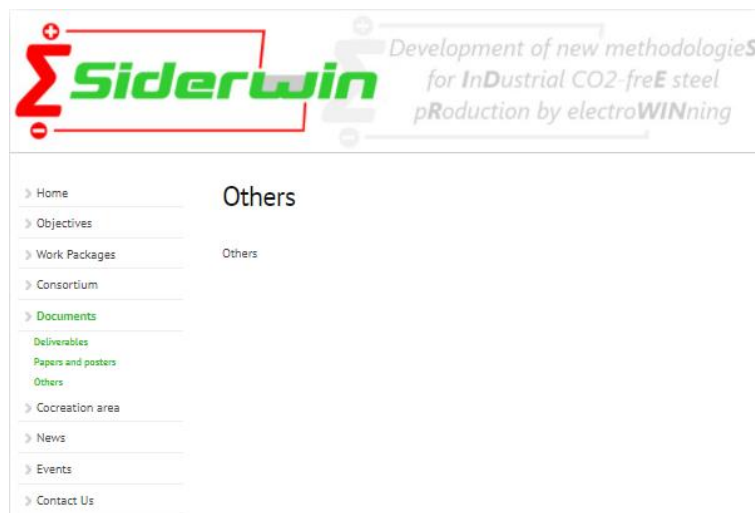 Siderwin
Development of new methodologieS
for InDustrial CO2-freE steel
pRoduction by electroWINning
Home
Objectives
Work Packages
Consortium
Documents
Deliverables
Papers and posters
Others
Cocreation area
News
Events
Contact Us
Others
Others